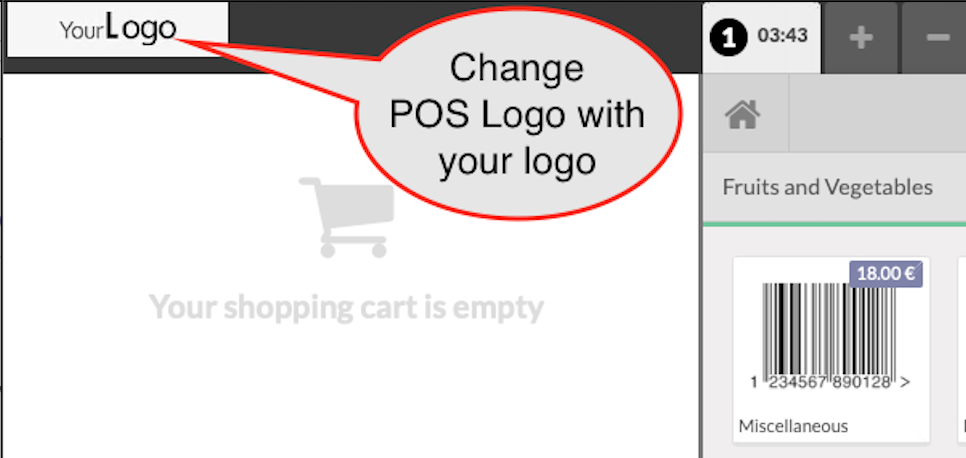 YourLogo
Change
POS Logo with
your logo
1 03:43
Fruits and Vegetables
18.00 €
1 234567 890128 >
Miscellaneous
Your shopping cart is empty